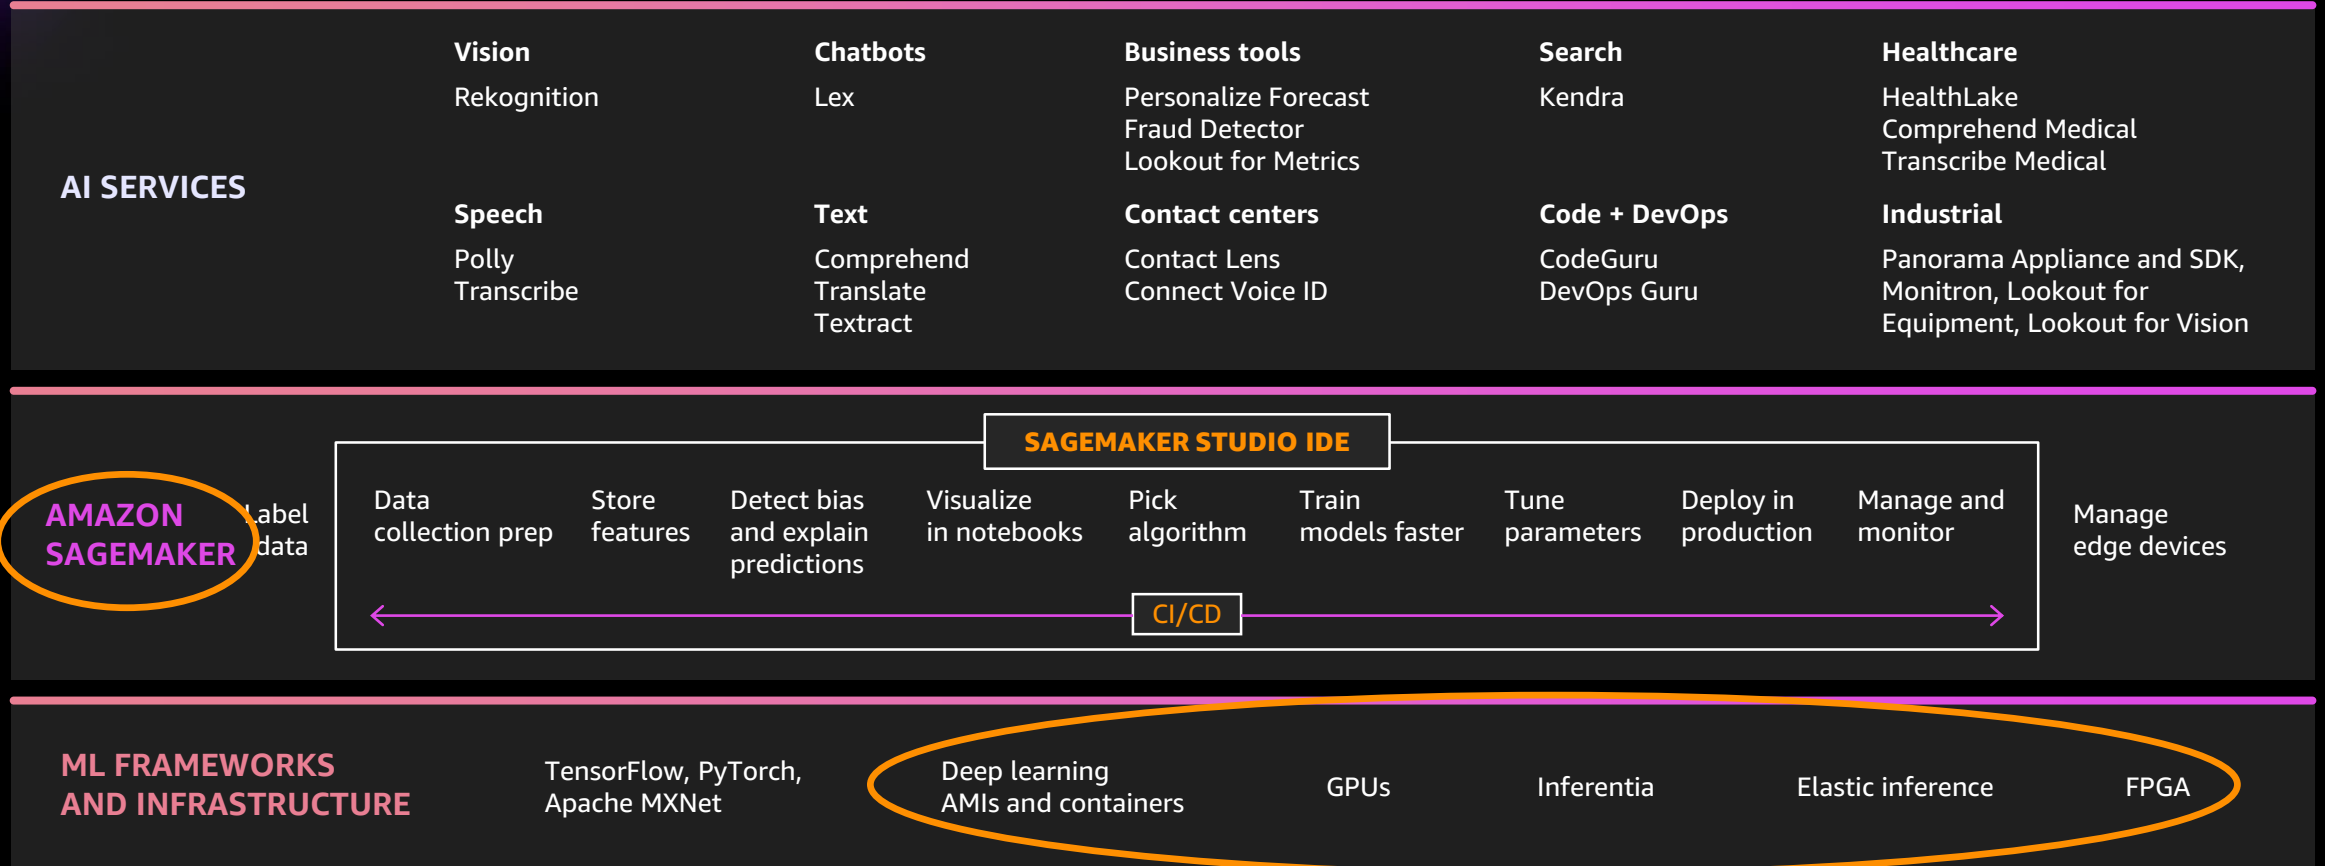 Vision
Rekognition
Chatbots
Lex
Business tools
Personalize Forecast
Fraud Detector
Lookout for Metrics
Search
Kendra
Healthcare
HealthLake
Comprehend Medical
Transcribe Medical
AI SERVICES
Speech
Polly
Transcribe
Text
Comprehend
Translate
Textract
Contact centers
Contact Lens
Connect Voice ID
Code + DevOps
CodeGuru
DevOps Guru
Industrial
Panorama Appliance and SDK,
Monitron, Lookout for
Equipment, Lookout for Vision
SAGEMAKER STUDIO IDE
AMAZON
SAGEMAKER
Label
data
Data
collection prep
Store
features
Detect bias
and explain
predictions
Visualize
in notebooks
Pick
algorithm
Train
models faster
Tune
parameters
Deploy in
production
Manage and
monitor
Manage
edge devices
CI/CD
ML FRAMEWORKS
AND INFRASTRUCTURE
TensorFlow, PyTorch,
Apache MXNet
Deep learning
AMIs and containers
GPUs
Inferentia
Elastic inference
FPGA